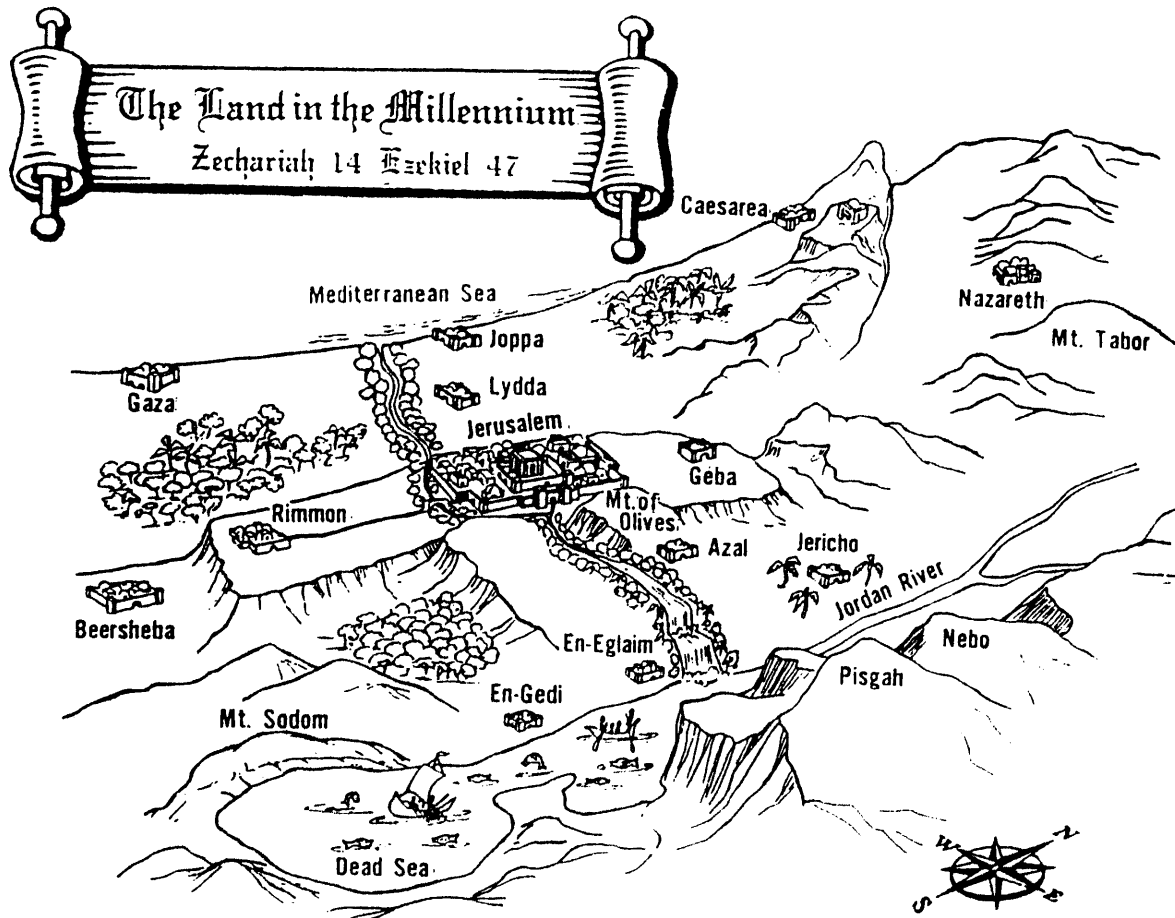 The Land in the Millennium
Zechariah 14 Ezekiel 47
Caesarea
Nazareth
Mediterranean Sea
Mt. Tabor
Joppa
Gaza
Lydda
Jerusalem
Geba
Mt. of
Olives
Rimmon
Azal
Jericho
Jordan River
Beersheba
En-Eglaim
Nebo
Pisgah
En-Gedi
Mt. Sodom
Dead Sea
W
N
S
E